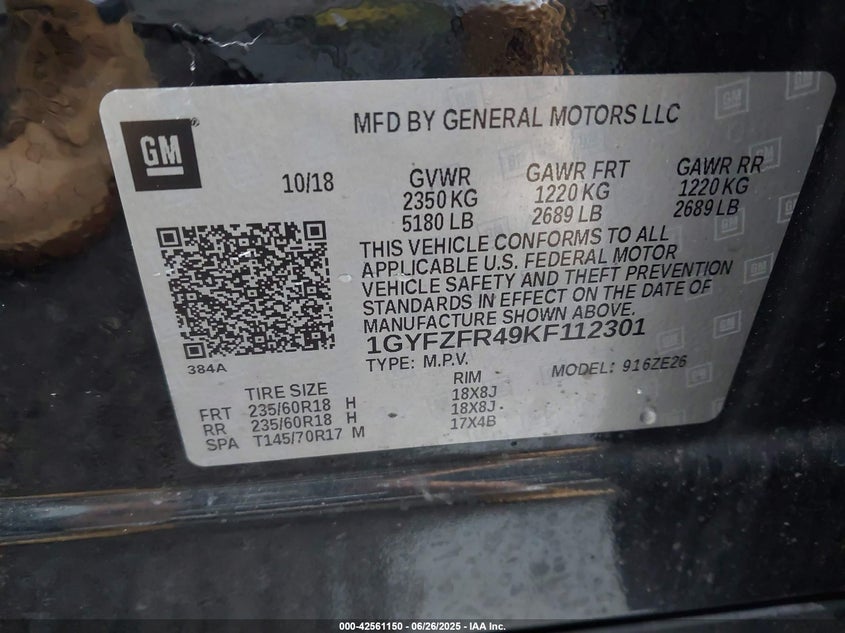 MFD BY GENERAL MOTORS LLC
GM
10/18
GVWR
2350 KG
5180 LB
GAWR FRT
1220 KG
2689 LB
GAWR RR
1220 KG
2689 LB
THIS VEHICLE CONFORMS TO ALL
APPLICABLE U.S. FEDERAL MOTOR
VEHICLE SAFETY AND THEFT PREVENTION
STANDARDS IN EFFECT ON THE DATE OF
MANUFACTURE SHOWN ABOVE.
1GYFZFR49KF112301
TYPE: M.P.V.
MODEL: 916ZE26
384A
TIRE SIZE
RIM
FRT 235/60R18 H 18X8J
RR 235/60R18 H 18X8J
SPA T145/70R17 M 17X4B
000-42561150 - 06/26/2025 - IAA Inc.